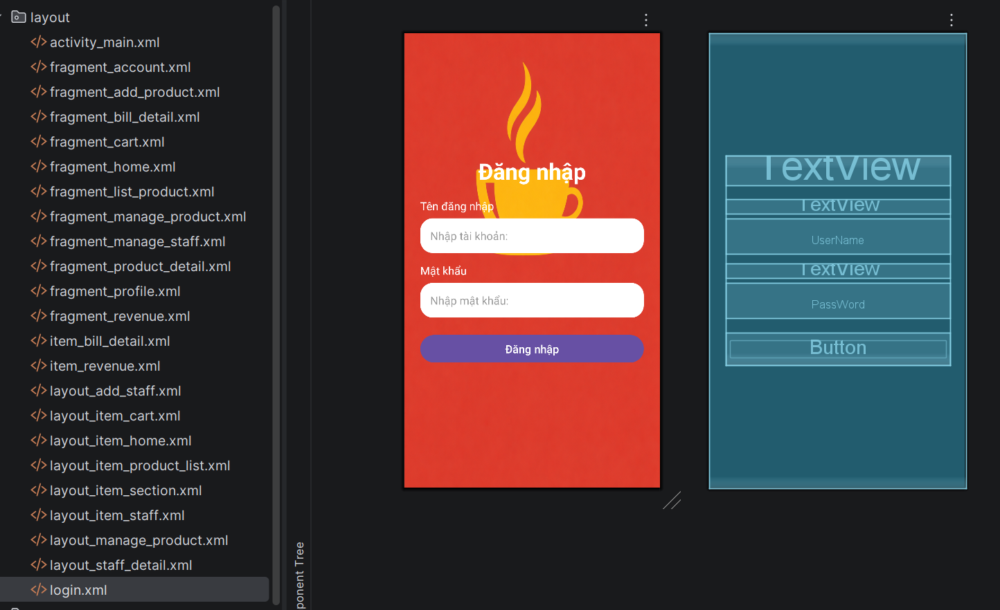 layout
activity_main.xml
fragment_account.xml
fragment_add_product.xml
fragment_bill_detail.xml
fragment_cart.xml
fragment_home.xml
fragment_list_product.xml
fragment_manage_product.xml
fragment_manage_staff.xml
fragment_product_detail.xml
fragment_profile.xml
fragment_revenue.xml
item_bill_detail.xml
item_revenue.xml
layout_add_staff.xml
layout_item_cart.xml
layout_item_home.xml
layout_item_product_list.xml
layout_item_section.xml
layout_item_staff.xml
layout_manage_product.xml
layout_staff_detail.xml
login.xml
ponent Tree
Đăng nhập
Tên đăng nhập
Nhập tài khoản:
Mật khẩu
Nhập mật khẩu:
Đăng nhập
TextView
TextView
UserName
TextView
PassWord
Button